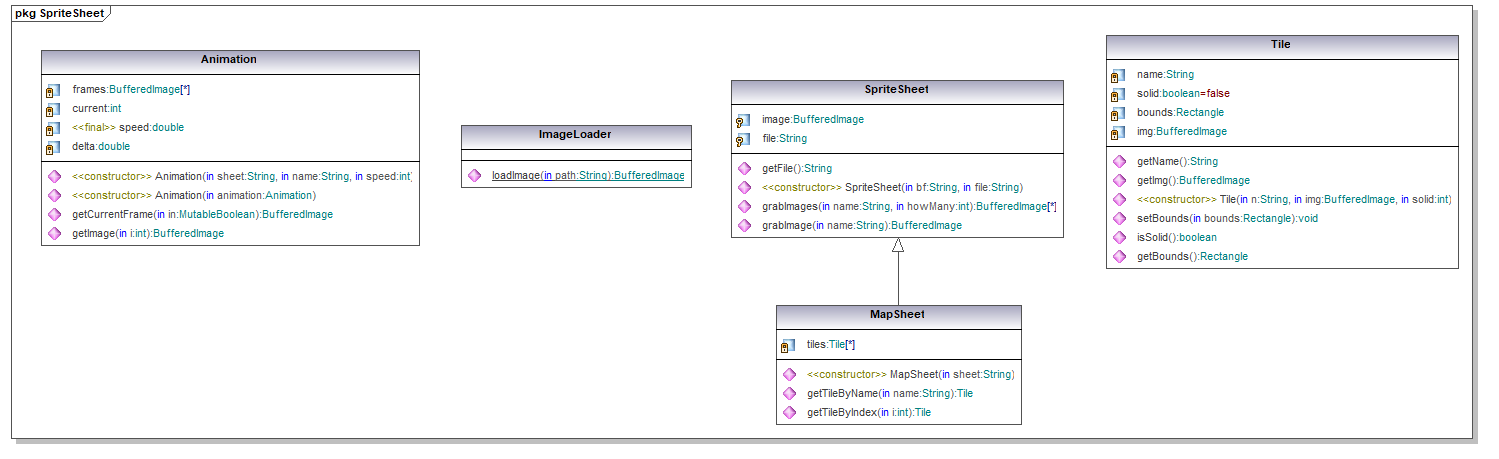 pkg SpriteSheet
Animation
frames:BufferedImage[*]
current:int
<<final>> speed:double
delta:double
<<constructor>> Animation(in sheet:String, in name:String, in speed:int)
<<constructor>> Animation(in animation:Animation)
getCurrentFrame(in in:MutableBoolean):BufferedImage
getImage(in i:int):BufferedImage
ImageLoader
loadImage(in path:String):BufferedImage
SpriteSheet
image:BufferedImage
file:String
getFile():String
<<constructor>> SpriteSheet(in bf:String, in file:String)
grabImages(in name:String, in howMany:int):BufferedImage[*]
grabImage(in name:String):BufferedImage
MapSheet
tiles:Tile[*]
<<constructor>> MapSheet(in sheet:String)
getTileByName(in name:String):Tile
getTileByIndex(in i:int):Tile
Tile
name:String
solid:boolean=false
bounds:Rectangle
img:BufferedImage
getName():String
getImg():BufferedImage
<<constructor>> Tile(in n:String, in img:BufferedImage, in solid:int)
setBounds(in bounds:Rectangle):void
isSolid():boolean
getBounds():Rectangle